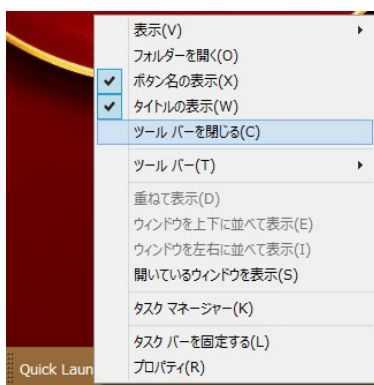 表示(V)
フォルダーを開く(O)
ボタン名の表示(X)
タイトルの表示(W)
ツール バーを閉じる(C)
ツール バー(T)
重ねて表示(D)
ウィンドウを上下に並べて表示(E)
ウィンドウを左右に並べて表示(I)
開いているウィンドウを表示(S)
タスク マネージャー(K)
タスク バーを固定する(L)
プロパティ(R)
Quick Laun